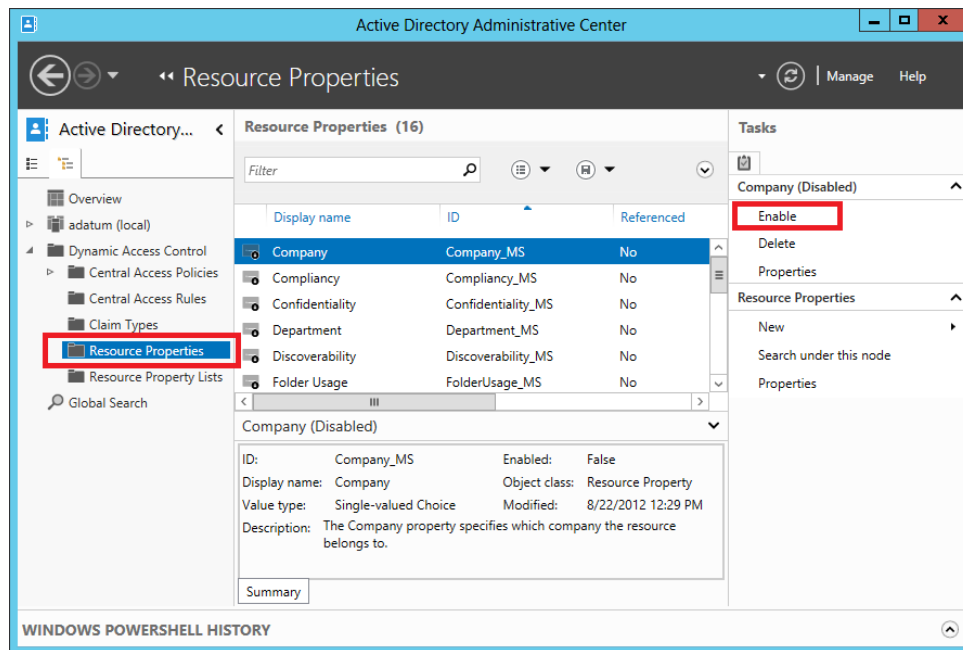 Active Directory Administrative Center
Resource Properties
Manage
Help
Active Directory...
Overview
adatum (local)
Dynamic Access Control
Central Access Policies
Central Access Rules
Claim Types
Resource Properties
Resource Property Lists
Global Search
Resource Properties (16)
Filter
Display name ID Referenced
Company Company_MS No
Compliancy Compliancy_MS No
Confidentiality Confidentiality_MS No
Department Department_MS No
Discoverability Discoverability_MS No
Folder Usage FolderUsage_MS No
Company (Disabled)
ID: Company_MS Enabled: False
Display name: Company Object class: Resource Property
Value type: Single-valued Choice Modified: 8/22/2012 12:29 PM
Description: The Company property specifies which company the resource
belongs to.
Summary
Tasks
Company (Disabled)
Enable
Delete
Properties
Resource Properties
New
Search under this node
Properties
WINDOWS POWERSHELL HISTORY